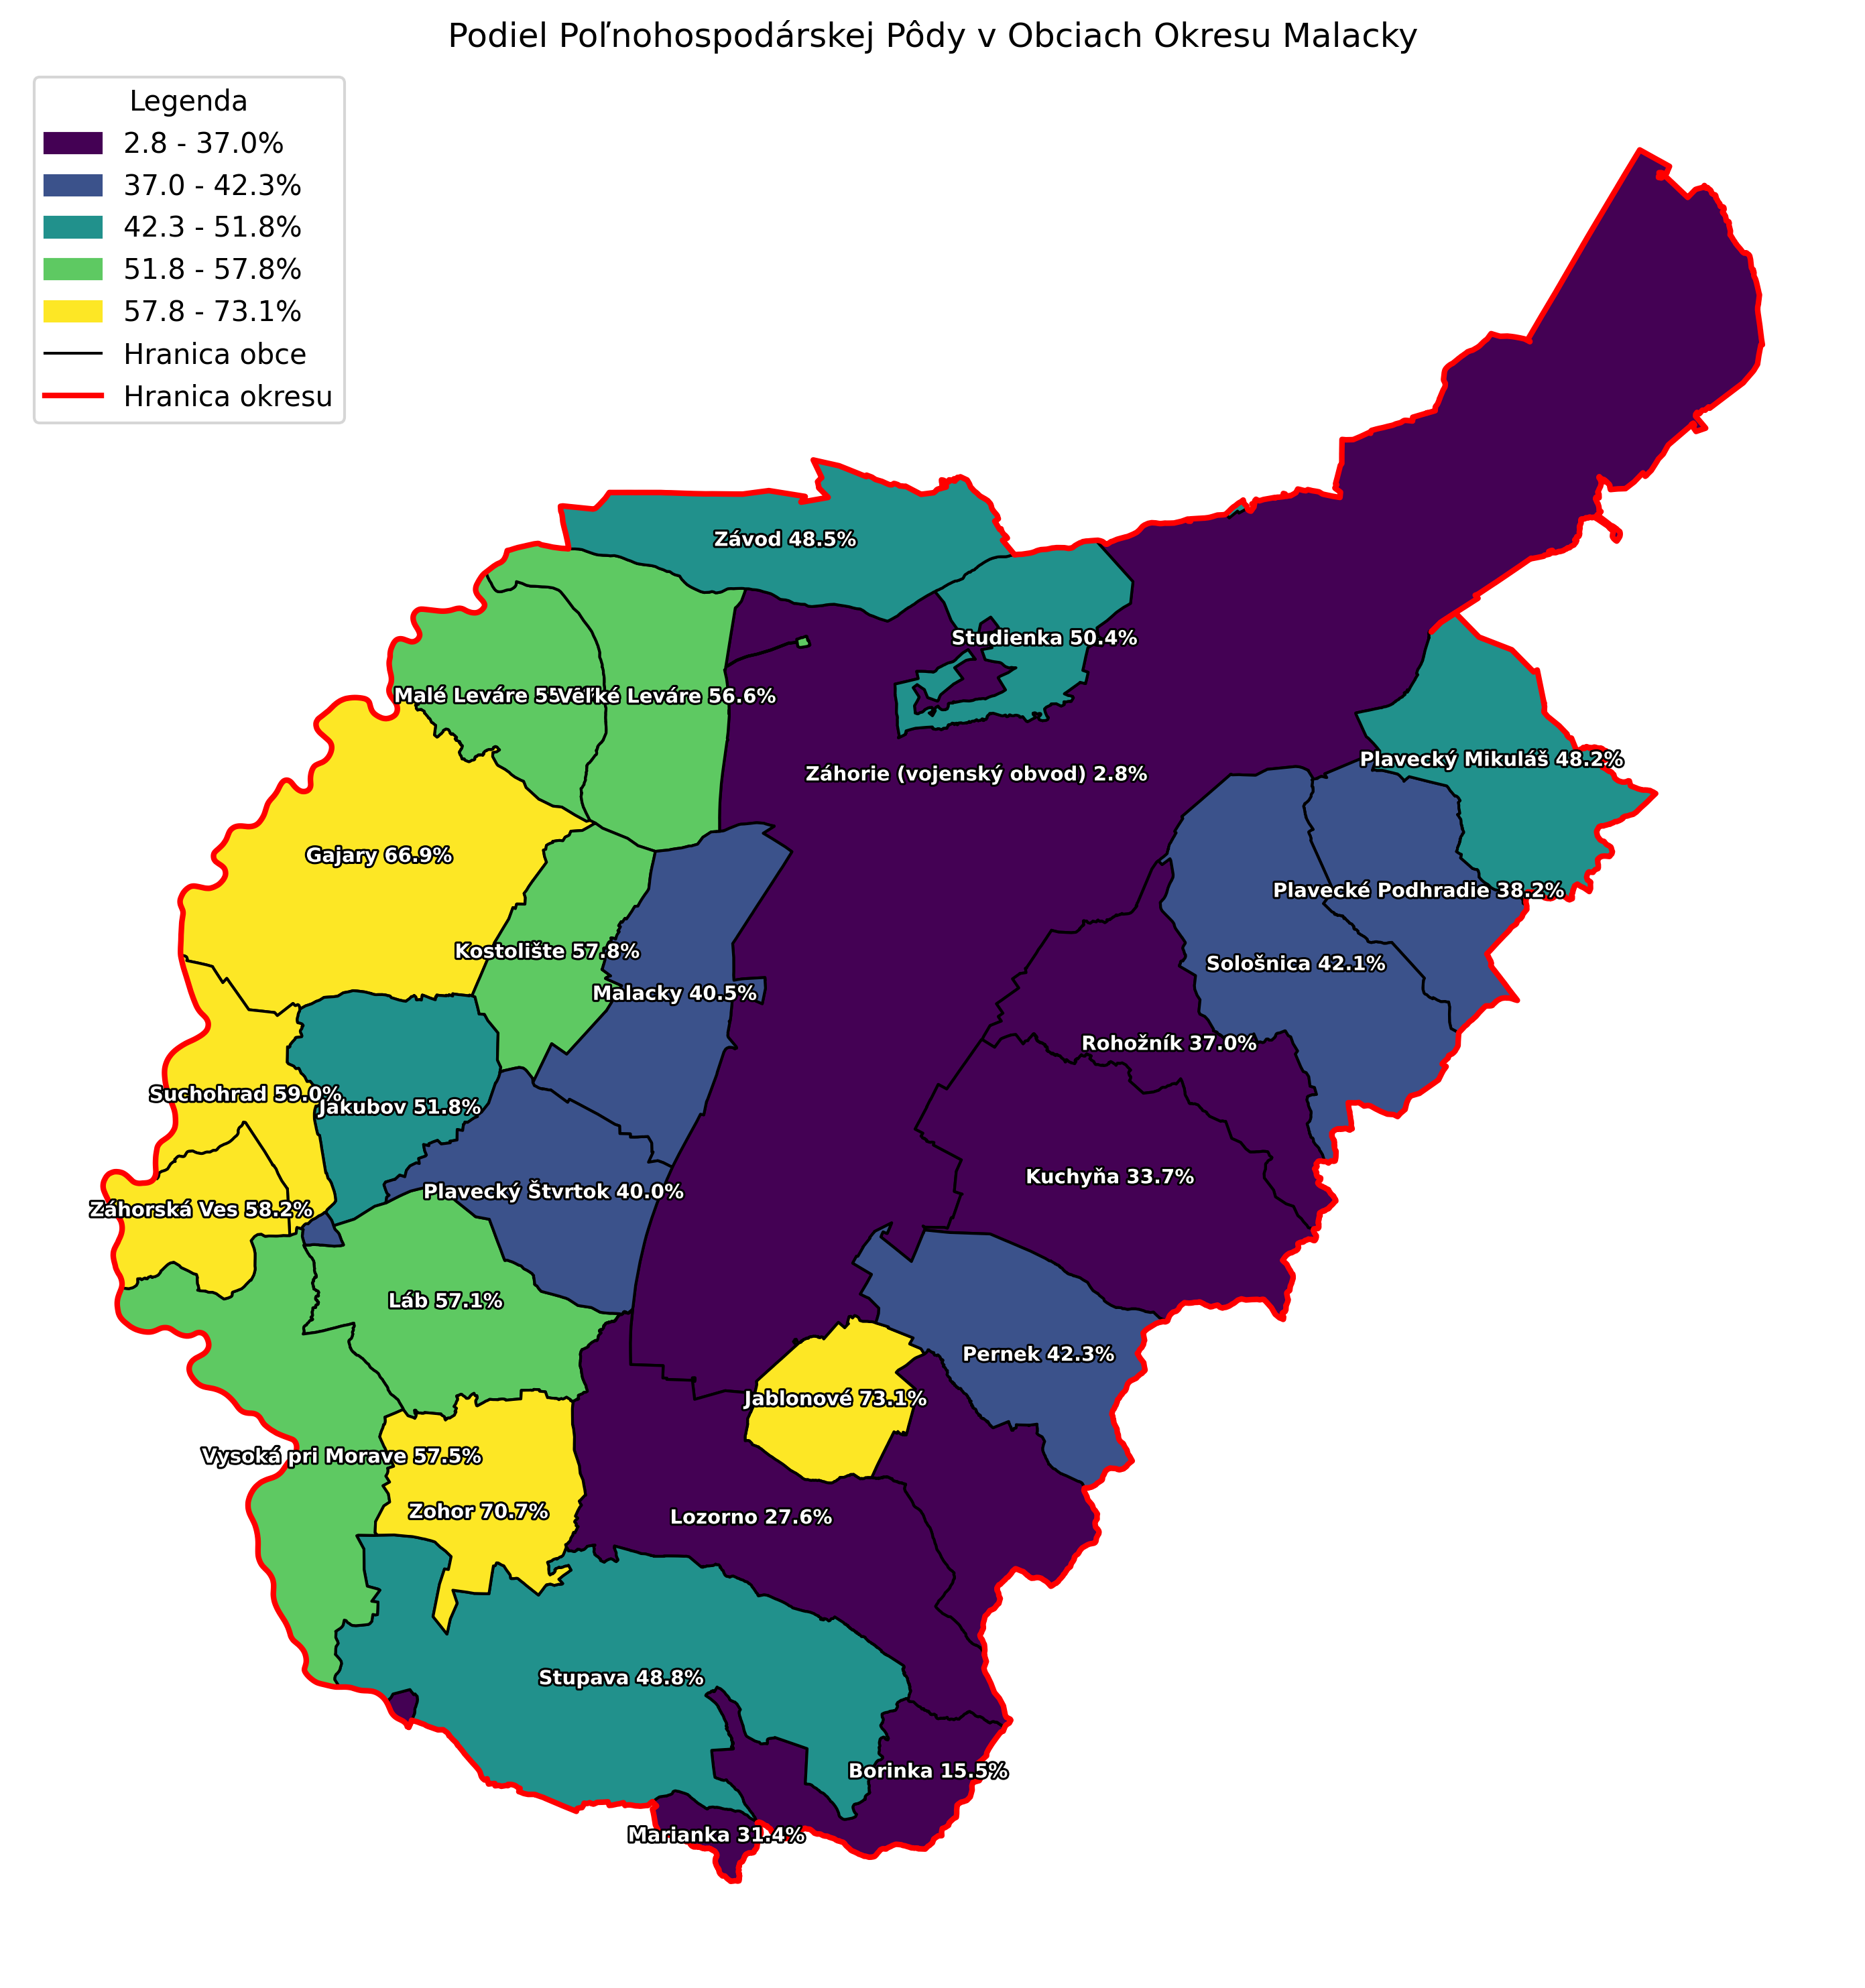 Podiel Poľnohospodárskej Pôdy v Obciach Okresu Malacky
Legenda
2.8 - 37.0%
37.0 - 42.3%
42.3 - 51.8%
51.8 - 57.8%
57.8 - 73.1%
Hranica obce
Hranica okresu
Závod 48.5%
Studienka 50.4%
Malé Leváre
Veľké Leváre 56.6%
Záhorie (vojenský obvod) 2.8%
Plavecký Mikuláš 48.2%
Gajary 66.9%
Plavecké Podhradie 38.2%
Kostolište 57.8%
Sološnica 42.1%
Malacky 40.5%
Rohožník 37.0%
Suchohrad 59.0%
Jakubov 51.8%
Kuchyňa 33.7%
Plavecký Štvrtok 40.0%
Záhorská Ves 58.2%
Láb 57.1%
Pernek 42.3%
Jablonové 73.1%
Vysoká pri Morave 57.5%
Zohor 70.7%
Lozorno 27.6%
Stupava 48.8%
Borinka 15.5%
Marianka 31.4%